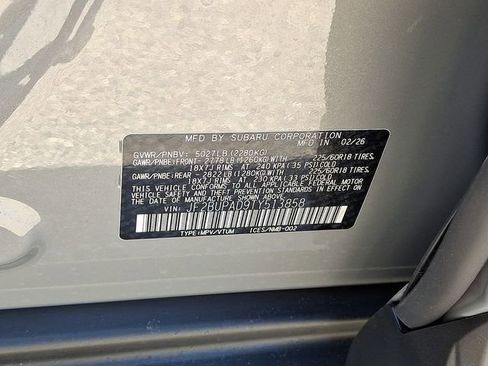 MFD BY SUBARU CORPORATION
GVWR/PNBV: 5027LB(2280KG) MFD IN 02/26
GAWR/PNBE:FRONT- 2778LB(1260KG)WITH 225/60R18 TIRES,
18X7J RIMS AT 240 KPA(35 PSI)COLD
GAWR/PNBE:REAR- 2822LB(1280KG)WITH 225/60R18 TIRES,
18X7J RIMS AT 230 KPA(33 PSI)COLD
THIS VEHICLE CONFORMS TO ALL APPLICABLE
FEDERAL MOTOR VEHICLE SAFETY AND THEFT
PREVENTION STANDARDS IN EFFECT ON
THE DATE OF MANUFACTURE SHOWN ABOVE.
TYPE:MPV/VTUM ICES/NMB-002